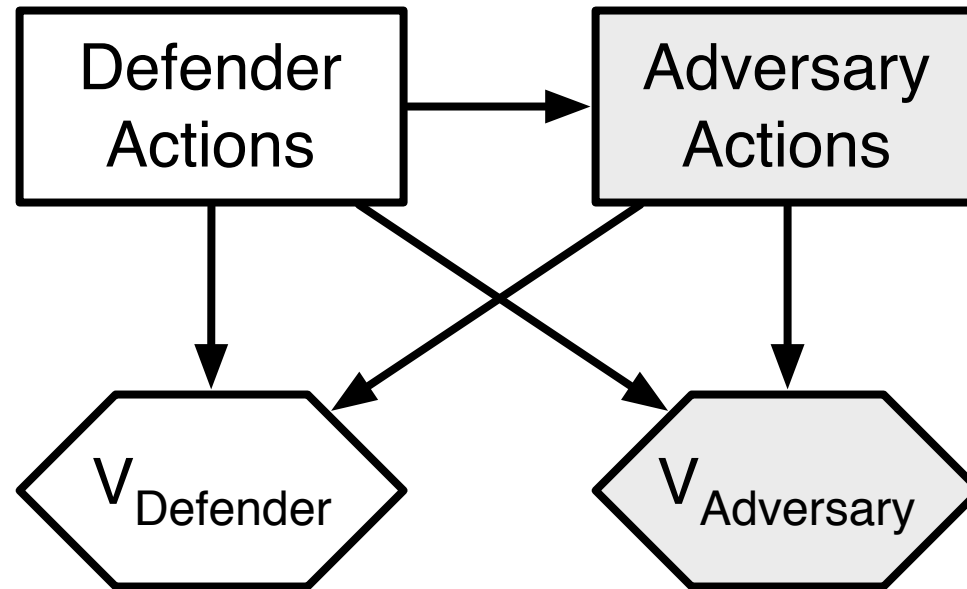 Defender
Actions
Adversary
Actions
VDefender
VAdversary